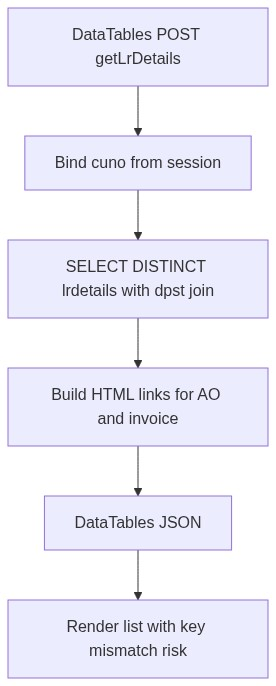 DataTables POST
getLrDetails
Bind cuno from session
SELECT DISTINCT
lrdetails with dpst join
Build HTML links for AO
and invoice
DataTables JSON
Render list with key
mismatch risk